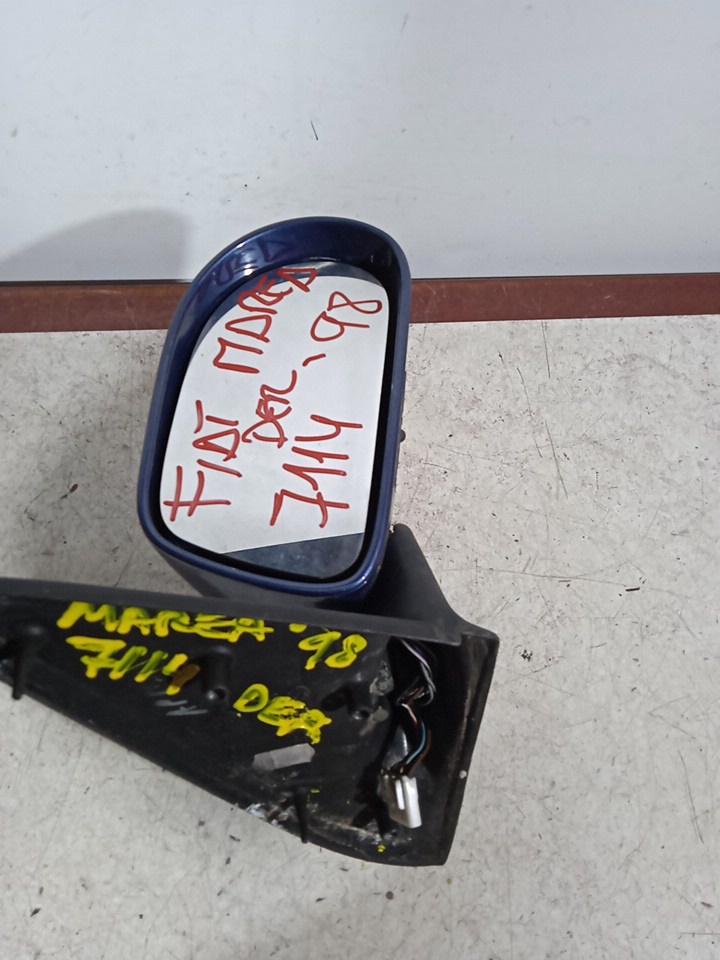 FIAT MAREA
DER, 98
7114
MAREA '98
7114 DER